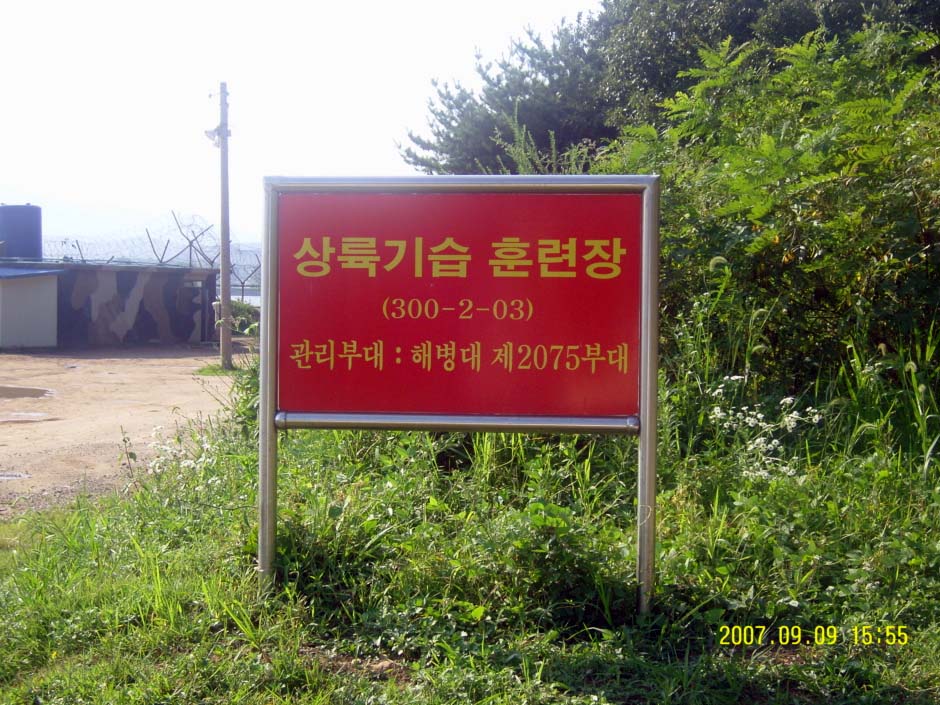 상륙기습 훈련장
(300-2-03)
관리부대 : 해병대 제2075부대
2007.09.09 15:55